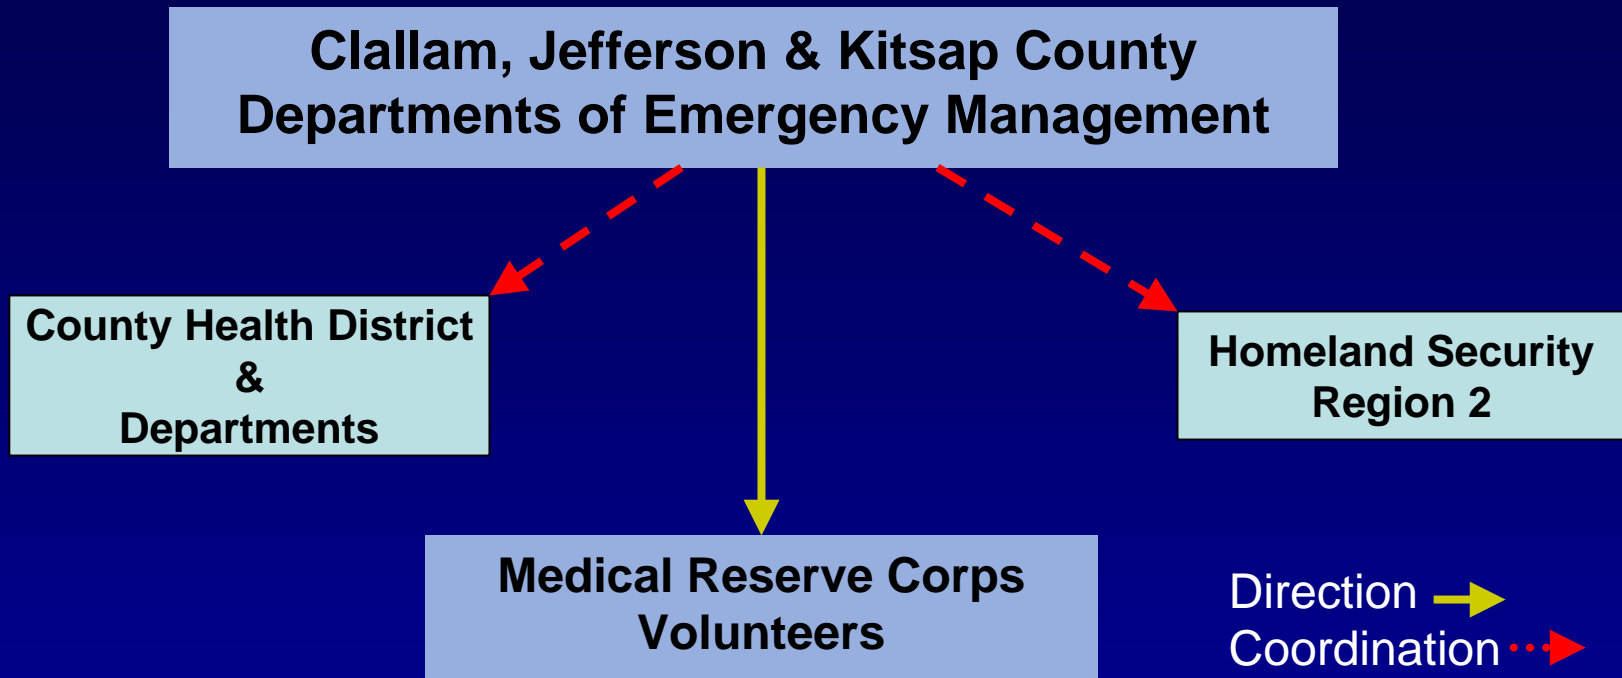 Clallam, Jefferson & Kitsap County
Departments of Emergency Management
County Health District
&
Departments
Homeland Security
Region 2
Medical Reserve Corps
Volunteers
Direction
Coordination